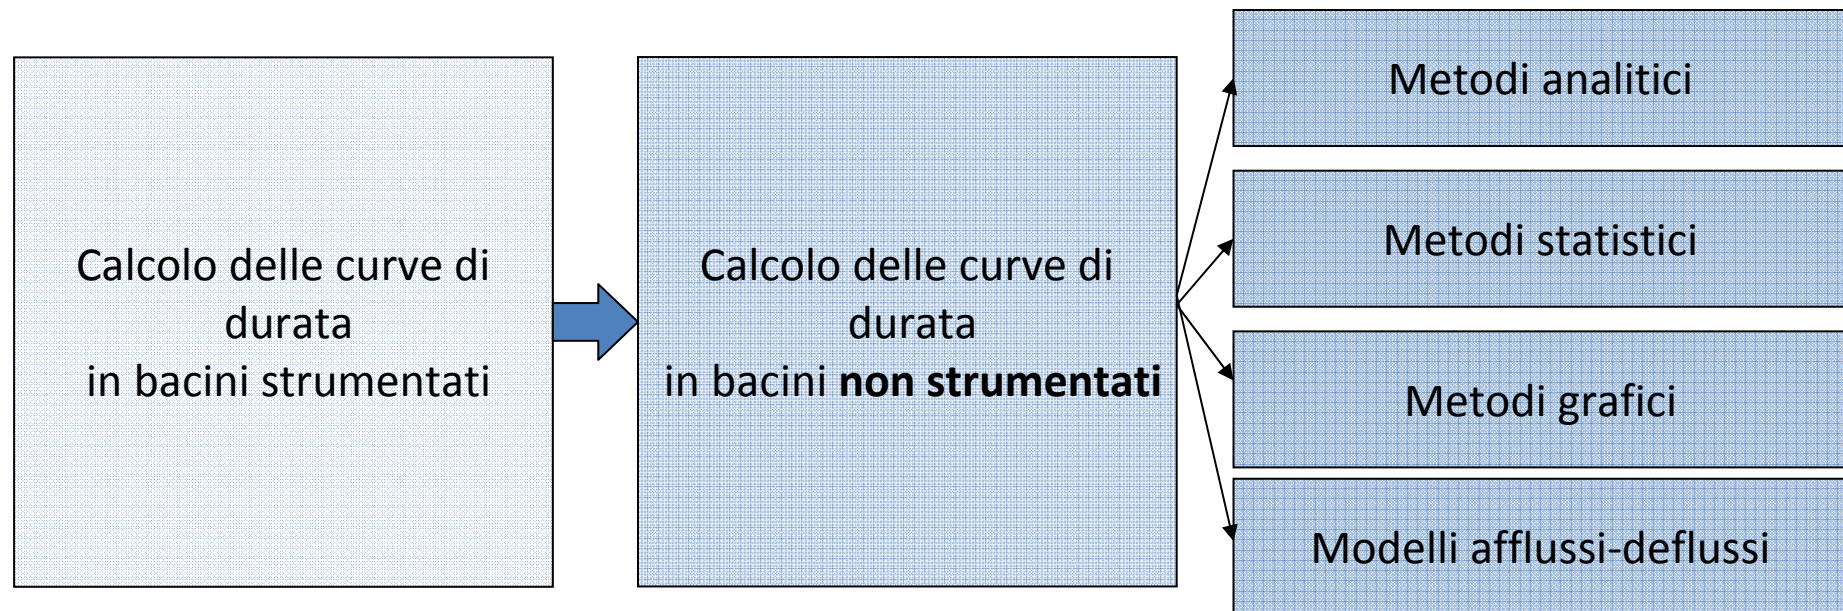 Calcolo delle curve di
durata
in bacini strumentati
Calcolo delle curve di
durata
in bacini non strumentati
Metodi analitici
Metodi statistici
Metodi grafici
Modelli afflussi-deflussi